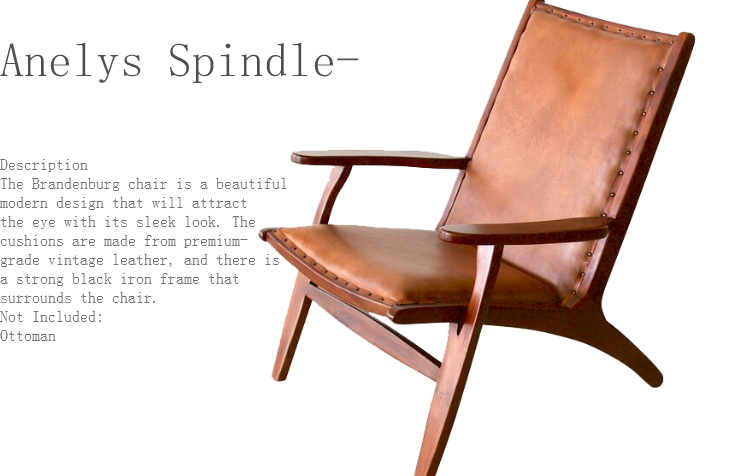 Anelys Spindle-
Description
The Brandenburg chair is a beautiful
modern design that will attract
the eye with its sleek look. The
cushions are made from premium-
grade vintage leather, and there is
a strong black iron frame that
surrounds the chair.
Not Included:
Ottoman